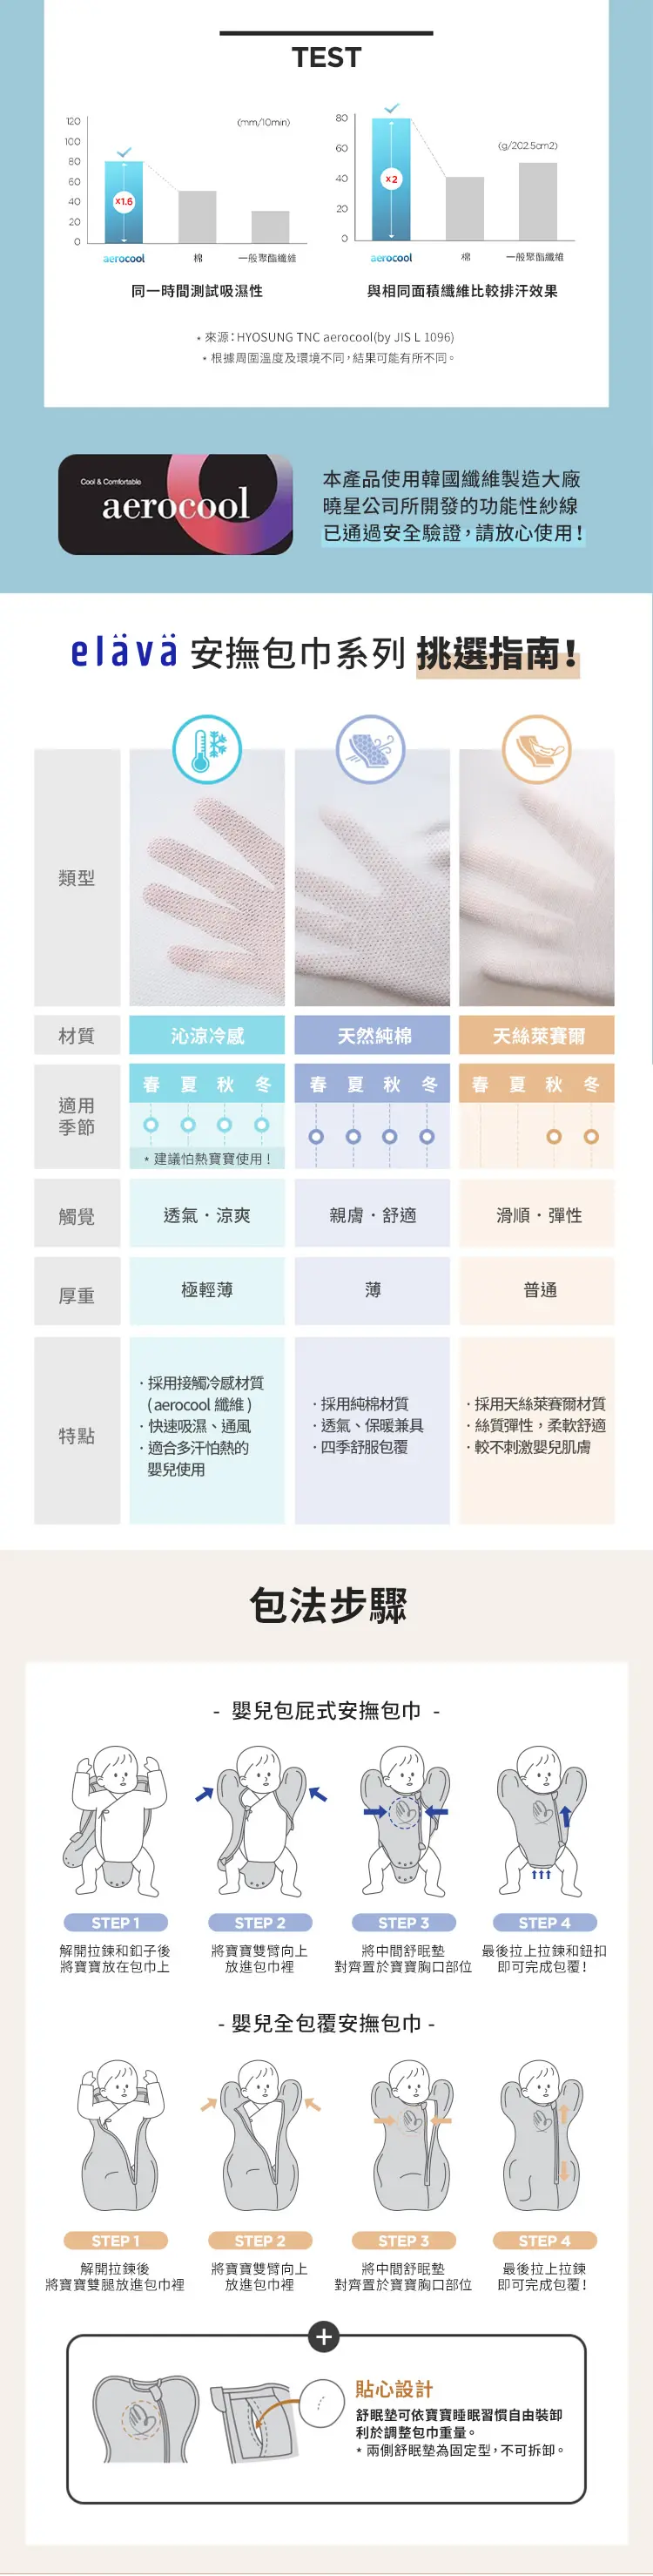 TEST
(mm/10min)
120
100
80
60
40
20
0
x1.6
aerocool
棉
一般聚酯纖維
同一時間測試吸濕性
(g/202.5cm2)
80
60
40
20
0
x2
aerocool
棉
一般聚酯纖維
與相同面積纖維比較排汗效果
* 來源：HYOSUNG TNC aerocool(by JIS L 1096)
* 根據周圍溫度及環境不同，結果可能有所不同。
Cool & Comfortable
aerocool
本產品使用韓國纖維製造大廠
曉星公司所開發的功能性紗線
已通過安全驗證，請放心使用！
elävä 安撫包巾系列 挑選指南！
類型
材質
沁涼冷感
天然純棉
天絲萊賽爾
適用
季節
春 夏 秋 冬
* 建議怕熱寶寶使用！
春 夏 秋 冬
春 夏 秋 冬
觸覺
透氣・涼爽
親膚・舒適
滑順・彈性
厚重
極輕薄
薄
普通
特點
・採用接觸冷感材質
( aerocool 纖維 )
・快速吸濕、通風
・適合多汗怕熱的
嬰兒使用
・採用純棉材質
・透氣、保暖兼具
・四季舒服包覆
・採用天絲萊賽爾材質
・絲質彈性，柔軟舒適
・較不刺激嬰兒肌膚
包法步驟
- 嬰兒包屁式安撫包巾 -
STEP 1
解開拉鍊和釦子後
將寶寶放在包巾上
STEP 2
將寶寶雙臂向上
放進包巾裡
STEP 3
將中間舒眠墊
對齊置於寶寶胸口部位
STEP 4
最後拉上拉鍊和鈕扣
即可完成包覆！
- 嬰兒全包覆安撫包巾 -
STEP 1
解開拉鍊後
將寶寶雙腿放進包巾裡
STEP 2
將寶寶雙臂向上
放進包巾裡
STEP 3
將中間舒眠墊
對齊置於寶寶胸口部位
STEP 4
最後拉上拉鍊
即可完成包覆！
+
貼心設計
舒眠墊可依寶寶睡眠習慣自由裝卸
利於調整包巾重量。
* 兩側舒眠墊為固定型，不可拆卸。